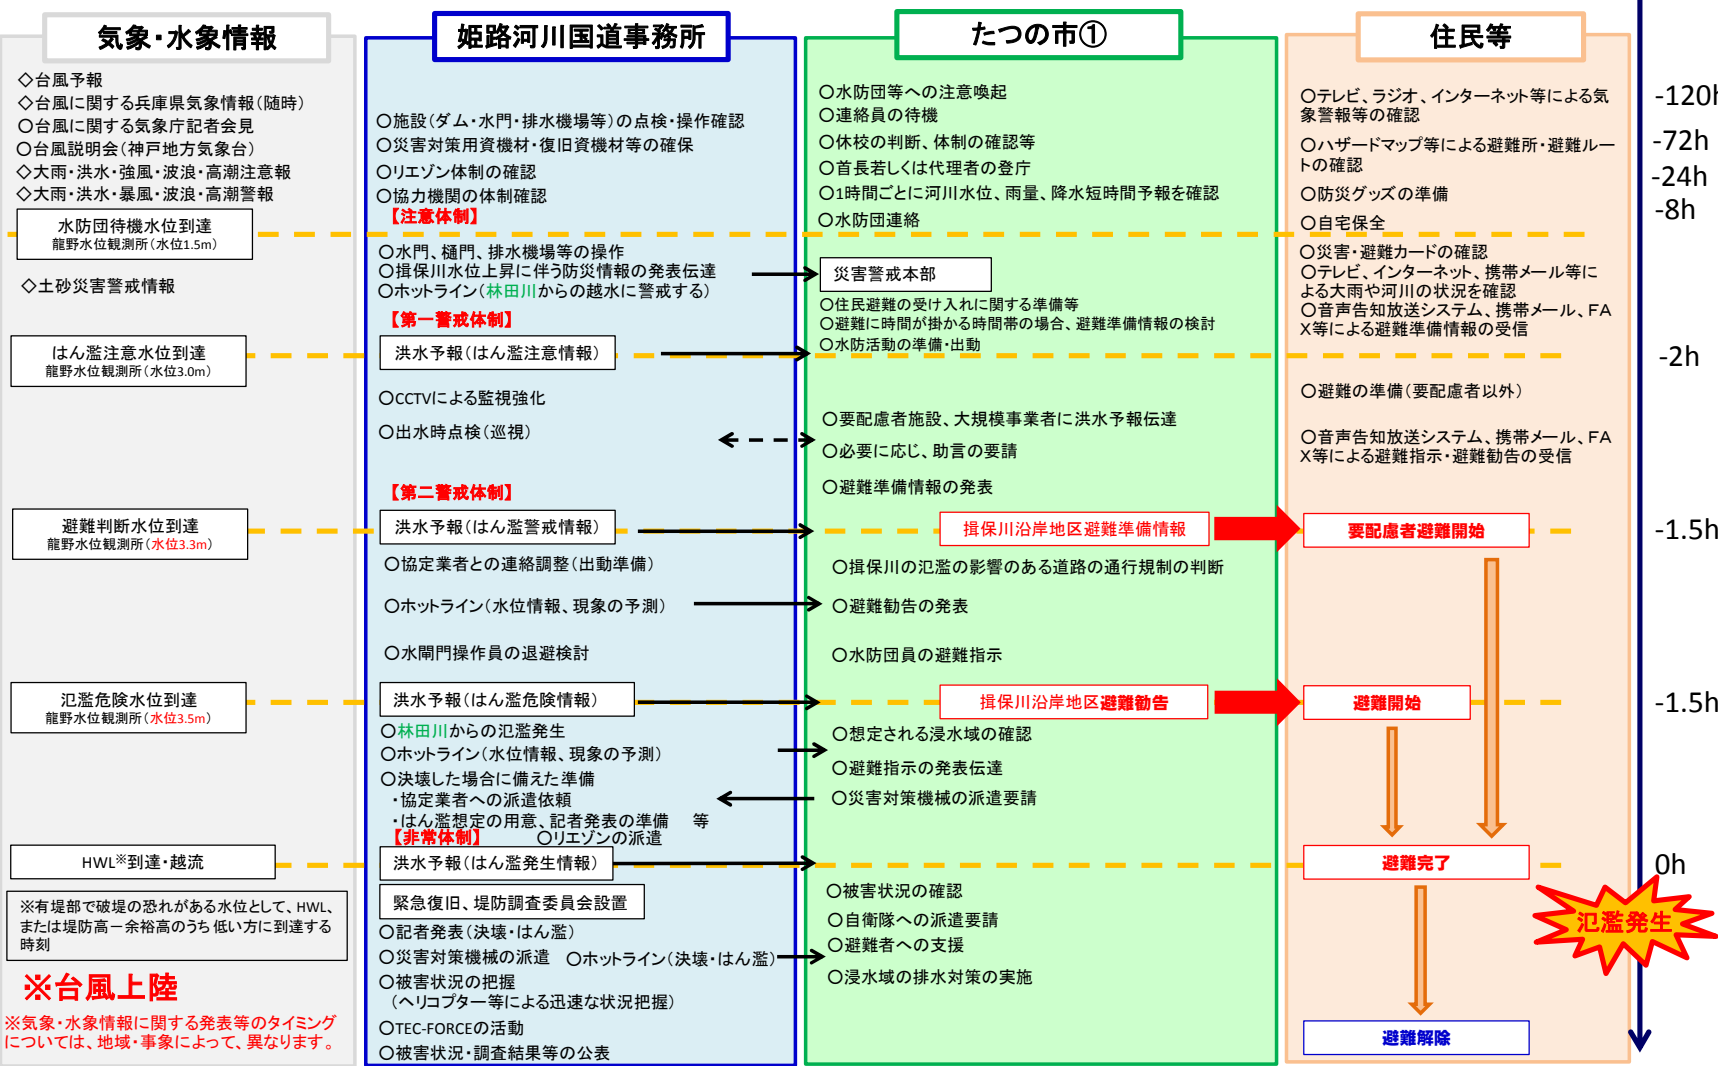 気象・水象情報
◇台風予報
◇台風に関する兵庫県気象情報(随時)
○台風に関する気象庁記者会見
○台風説明会(神戸地方気象台)
◇大雨・洪水・強風・波浪・高潮注意報
◇大雨・洪水・暴風・波浪・高潮警報
水防団待機水位到達
龍野水位観測所(水位1.5m)
◇土砂災害警戒情報
はん濫注意水位到達
龍野水位観測所(水位3.0m)
避難判断水位到達
龍野水位観測所(水位3.3m)
氾濫危険水位到達
龍野水位観測所(水位3.5m)
HWL※到達・越流
※有堤部で破堤の恐れがある水位として、HWL、
または堤防高ー余裕高のうち低い方に到達する
時刻
※台風上陸
※気象・水象情報に関する発表等のタイミング
については、地域・事象によって、異なります。
姫路河川国道事務所
○施設(ダム・水門・排水機場等)の点検・操作確認
○災害対策用資機材・復旧資機材等の確保
○リエゾン体制の確認
○協力機関の体制確認
【注意体制】
○水門、樋門、排水機場等の操作
○揖保川水位上昇に伴う防災情報の発表伝達
○ホットライン(林田川からの越水に警戒する)
【第一警戒体制】
洪水予報(はん濫注意情報)
○CCTVによる監視強化
○出水時点検(巡視)
【第二警戒体制】
洪水予報(はん濫警戒情報)
○協定業者との連絡調整(出動準備)
○ホットライン(水位情報、現象の予測)
○水閘門操作員の退避検討
洪水予報(はん濫危険情報)
○林田川からの氾濫発生
○ホットライン(水位情報、現象の予測)
○決壊した場合に備えた準備
・協定業者への派遣依頼
・はん濫想定の用意、記者発表の準備 等
【非常体制】 ○リエゾンの派遣
洪水予報(はん濫発生情報)
緊急復旧、堤防調査委員会設置
○記者発表(決壊・はん濫)
○災害対策機械の派遣 ○ホットライン(決壊・はん濫)
○被害状況の把握
(ヘリコプター等による迅速な状況把握)
○TEC-FORCEの活動
○被害状況・調査結果等の公表
たつの市①
○水防団等への注意喚起
○連絡員の待機
○休校の判断、体制の確認等
○首長若しくは代理者の登庁
○1時間ごとに河川水位、雨量、降水短時間予報を確認
○水防団連絡
災害警戒本部
○住民避難の受け入れに関する準備等
○避難に時間が掛かる時間帯の場合、避難準備情報の検討
○水防活動の準備・出動
○要配慮者施設、大規模事業者に洪水予報伝達
○必要に応じ、助言の要請
○避難準備情報の発表
揖保川沿岸地区避難準備情報
○揖保川の氾濫の影響のある道路の通行規制の判断
○避難勧告の発表
○水防団員の避難指示
揖保川沿岸地区避難勧告
○想定される浸水域の確認
○避難指示の発表伝達
○災害対策機械の派遣要請
○被害状況の確認
○自衛隊への派遣要請
○避難者への支援
○浸水域の排水対策の実施
住民等
○テレビ、ラジオ、インターネット等による気
象警報等の確認
○ハザードマップ等による避難所・避難ルー
トの確認
○防災グッズの準備
○自宅保全
○災害・避難カードの確認
○テレビ、インターネット、携帯メール等に
よる大雨や河川の状況を確認
○音声告知放送システム、携帯メール、FA
X等による避難準備情報の受信
○避難の準備(要配慮者以外)
○音声告知放送システム、携帯メール、FA
X等による避難指示・避難勧告の受信
要配慮者避難開始
避難開始
避難完了
避難解除
-120h
-72h
-24h
-8h
-2h
-1.5h
-1.5h
0h
氾濫発生